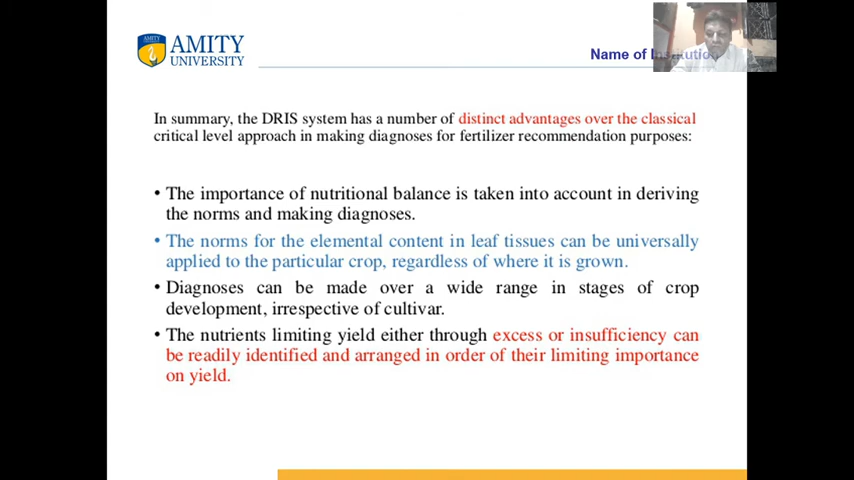 AMITY
AMITY
UNIVERSITY
Name of
In summary, the DRIS system has a number of distinct advantages over the classical
critical level approach in making diagnoses for fertilizer recommendation purposes:
• The importance of nutritional balance is taken into account in deriving
the norms and making diagnoses.
• The norms for the elemental content in leaf tissues can be universally
applied to the particular crop, regardless of where it is grown.
• Diagnoses can be made over a wide range in stages of crop
development, irrespective of cultivar.
• The nutrients limiting yield either through excess or insufficiency can
be readily identified and arranged in order of their limiting importance
on yield.